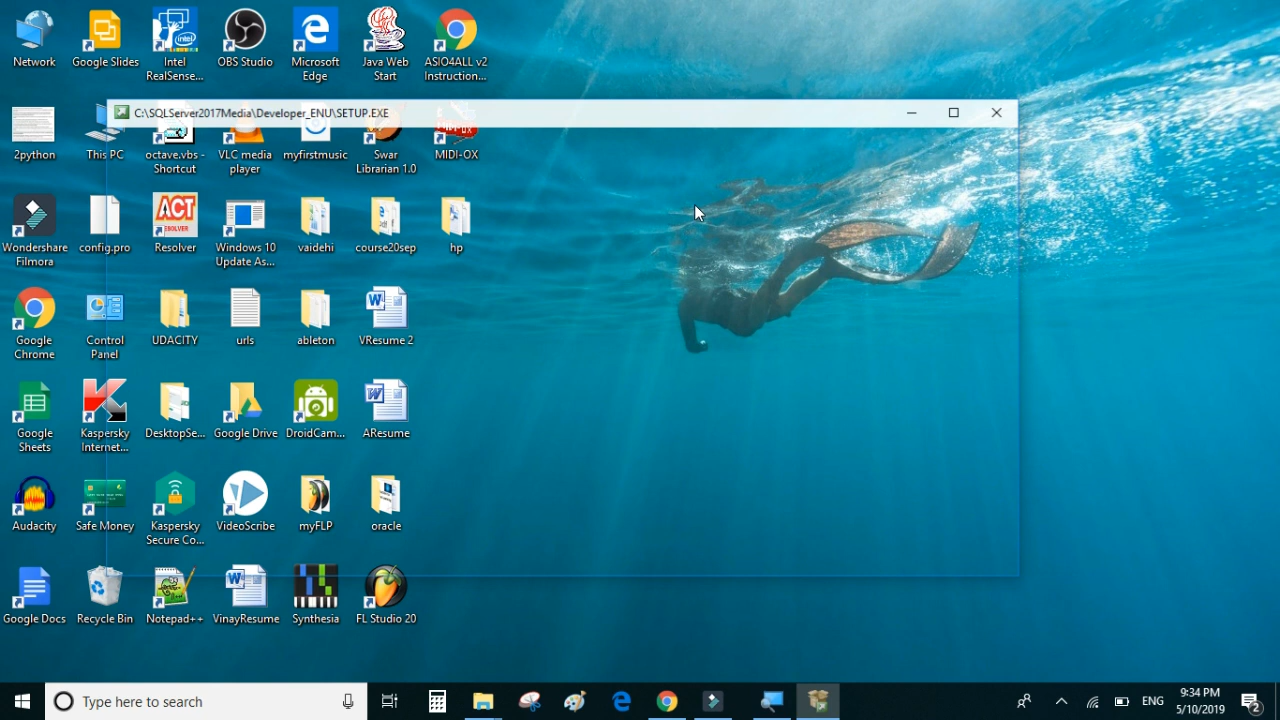 Network
Google Slides
Intel
RealSense...
OBS Studio
Microsoft
Edge
Java Web
Start
ASIO4ALL v2
Instruction...
C:\SQLServer2017Media\Developer_ENU\SETUP.EXE
2python
This PC
octave.vbs -
Shortcut
VLC media
player
myfirstmusic
Swar
Librarian 1.0
MIDI-OX
Wondershare
Filmora
config.pro
ACT
RESOLVER
Resolver
Windows 10
Update As...
vaidehi
course20sep
hp
Google
Chrome
Control
Panel
UDACITY
urls
ableton
VResume 2
Google
Sheets
Kaspersky
Internet...
DesktopSe...
Google Drive
DroidCam...
AResume
Audacity
Safe Money
Kaspersky
Secure Co...
VideoScribe
myFLP
oracle
Google Docs
Recycle Bin
Notepad++
VinayResume
Synthesia
FL Studio 20
Type here to search
ENG
9:34 PM
5/10/2019
2